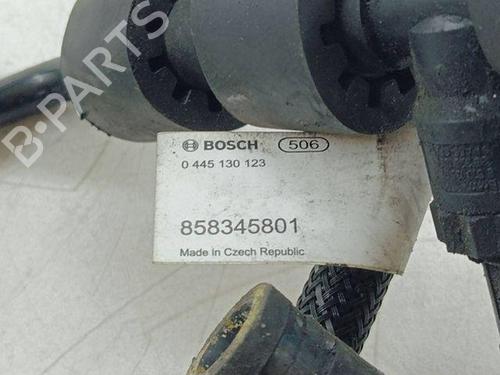 B-PARTS
BOSCH 506
0 445 130 123
858345801
Made in Czech Republic